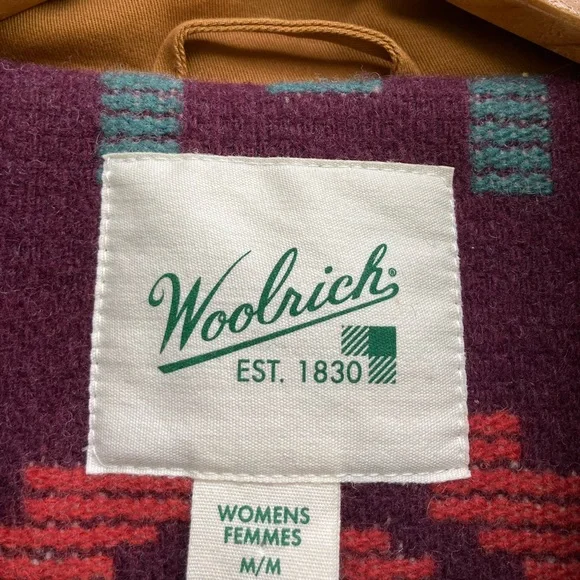 Woolrich
EST. 1830
WOMENS
FEMMES
M/M